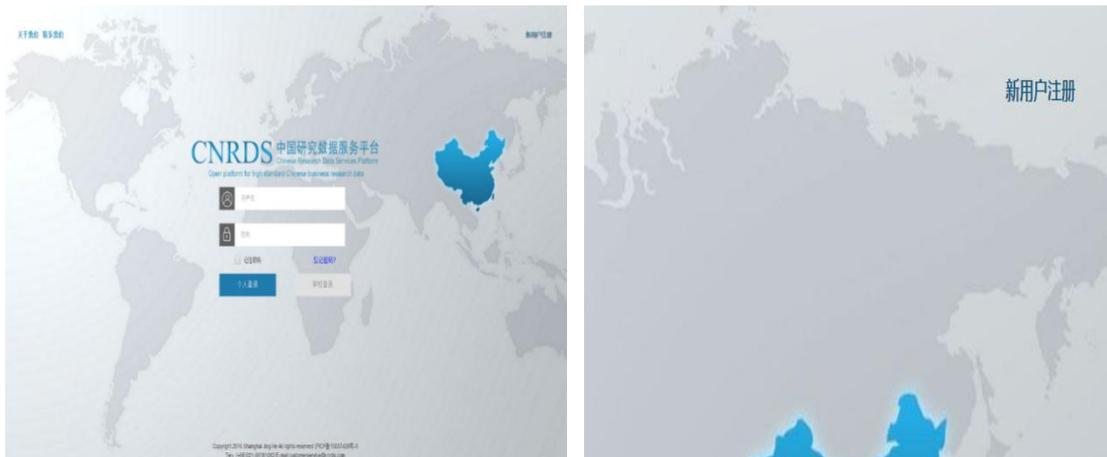 关于我们 联系我们
新用户注册
CNRDS 中国研究数据服务平台
Chinese Research Data Services Platform
Open platform for high standard Chinese business research data
用户名
密码
记住密码
忘记密码?
个人登录
学校登录
新用户注册